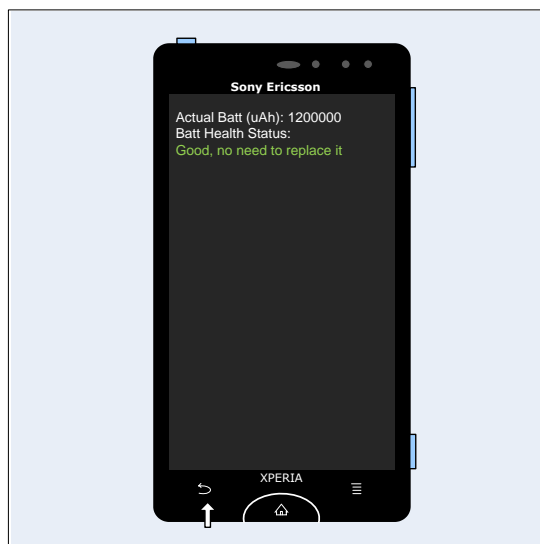 Sony Ericsson
Actual Batt (uAh): 1200000
Batt Health Status:
Good, no need to replace it
XPERIA